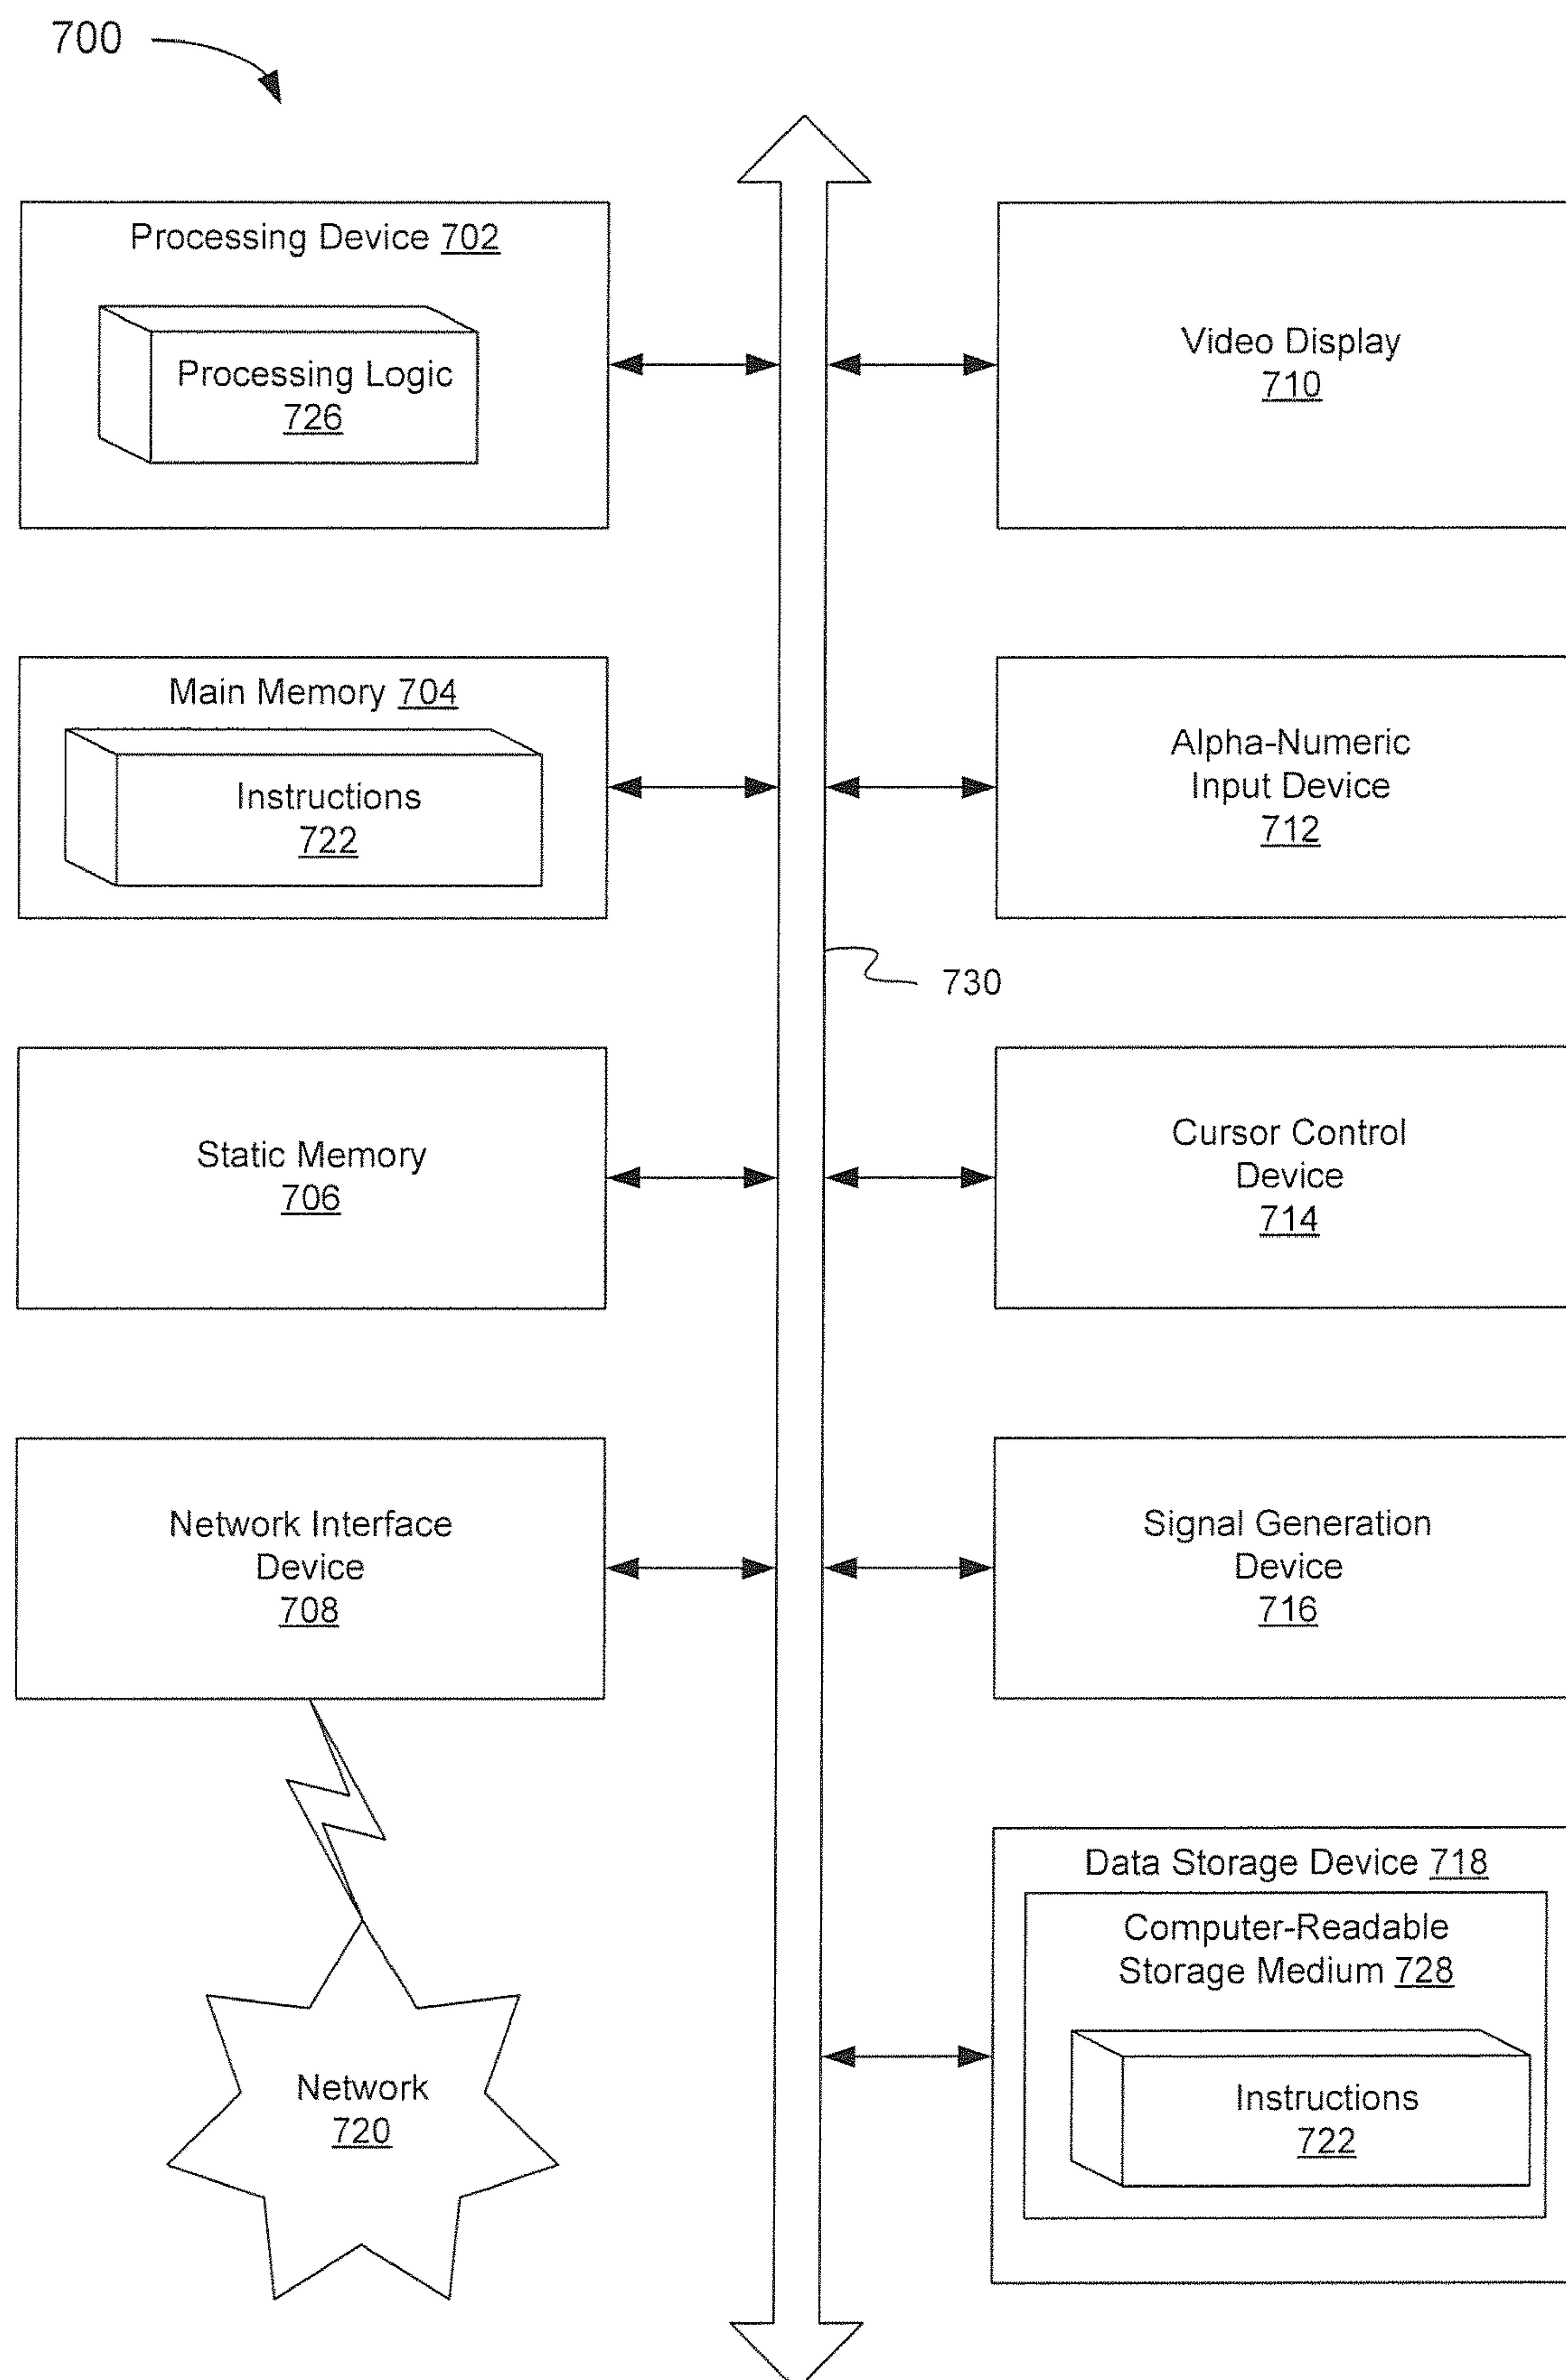 700
Processing Device 702
Processing Logic
726
Main Memory 704
Instructions
722
Static Memory
706
Network Interface
Device
708
Network
720
Video Display
710
Alpha-Numeric
Input Device
712
730
Cursor Control
Device
714
Signal Generation
Device
716
Data Storage Device 718
Computer-Readable
Storage Medium 728
Instructions
722